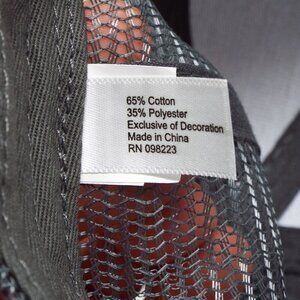 65% Cotton
35% Polyester
Exclusive of Decoration
Made in China
RN 098223